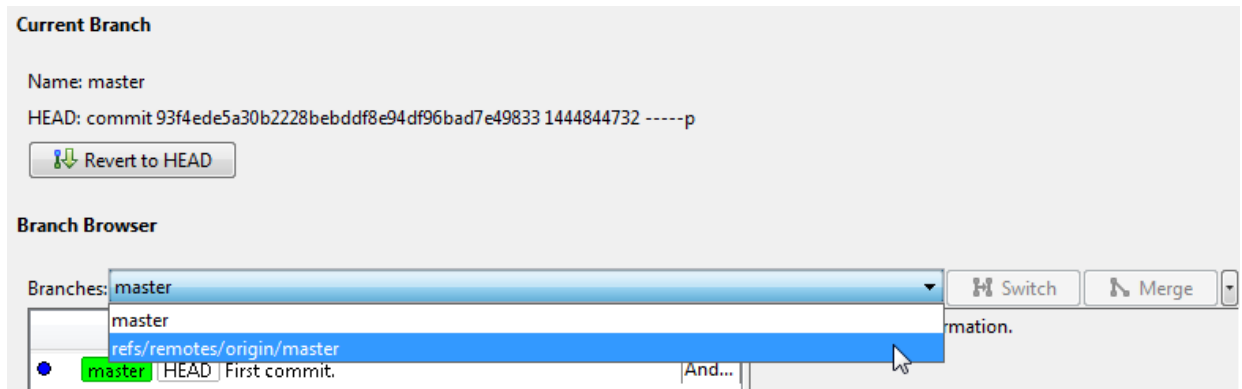 Current Branch
Name: master
HEAD: commit 93f4ede5a30b2228bebddf8e94df96bad7e49833 1444844732 -----p
Revert to HEAD
Branch Browser
Branches: master Switch Merge
master
rmation.
refs/remotes/origin/master
master HEAD First commit. And...